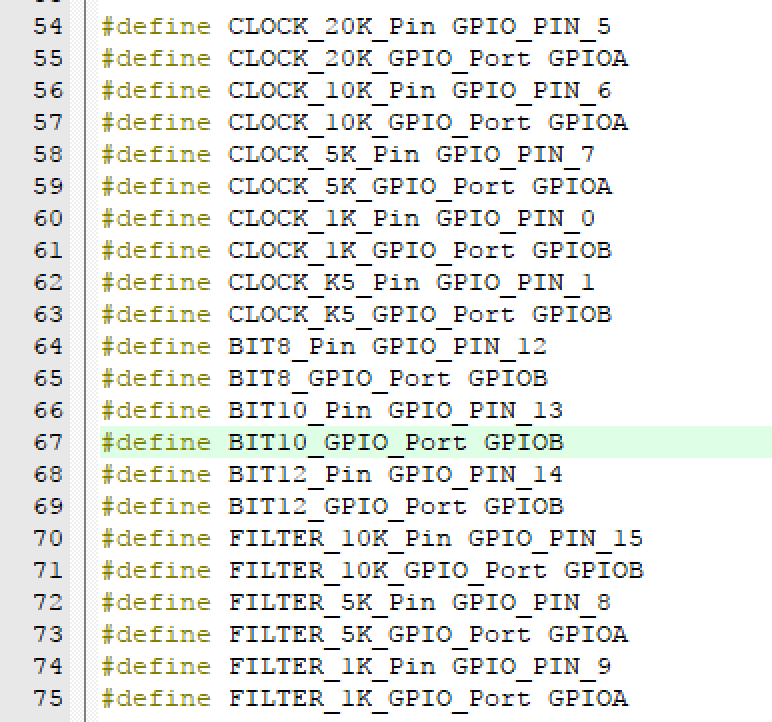 54 #define CLOCK_20K_Pin GPIO_PIN_5
55 #define CLOCK_20K_GPIO_Port GPIOA
56 #define CLOCK_10K_Pin GPIO_PIN_6
57 #define CLOCK_10K_GPIO_Port GPIOA
58 #define CLOCK_5K_Pin GPIO_PIN_7
59 #define CLOCK_5K_GPIO_Port GPIOA
60 #define CLOCK_1K_Pin GPIO_PIN_0
61 #define CLOCK_1K_GPIO_Port GPIOB
62 #define CLOCK_K5_Pin GPIO_PIN_1
63 #define CLOCK_K5_GPIO_Port GPIOB
64 #define BIT8_Pin GPIO_PIN_12
65 #define BIT8_GPIO_Port GPIOB
66 #define BIT10_Pin GPIO_PIN_13
67 #define BIT10_GPIO_Port GPIOB
68 #define BIT12_Pin GPIO_PIN_14
69 #define BIT12_GPIO_Port GPIOB
70 #define FILTER_10K_Pin GPIO_PIN_15
71 #define FILTER_10K_GPIO_Port GPIOB
72 #define FILTER_5K_Pin GPIO_PIN_8
73 #define FILTER_5K_GPIO_Port GPIOA
74 #define FILTER_1K_Pin GPIO_PIN_9
75 #define FILTER_1K_GPIO_Port GPIOA